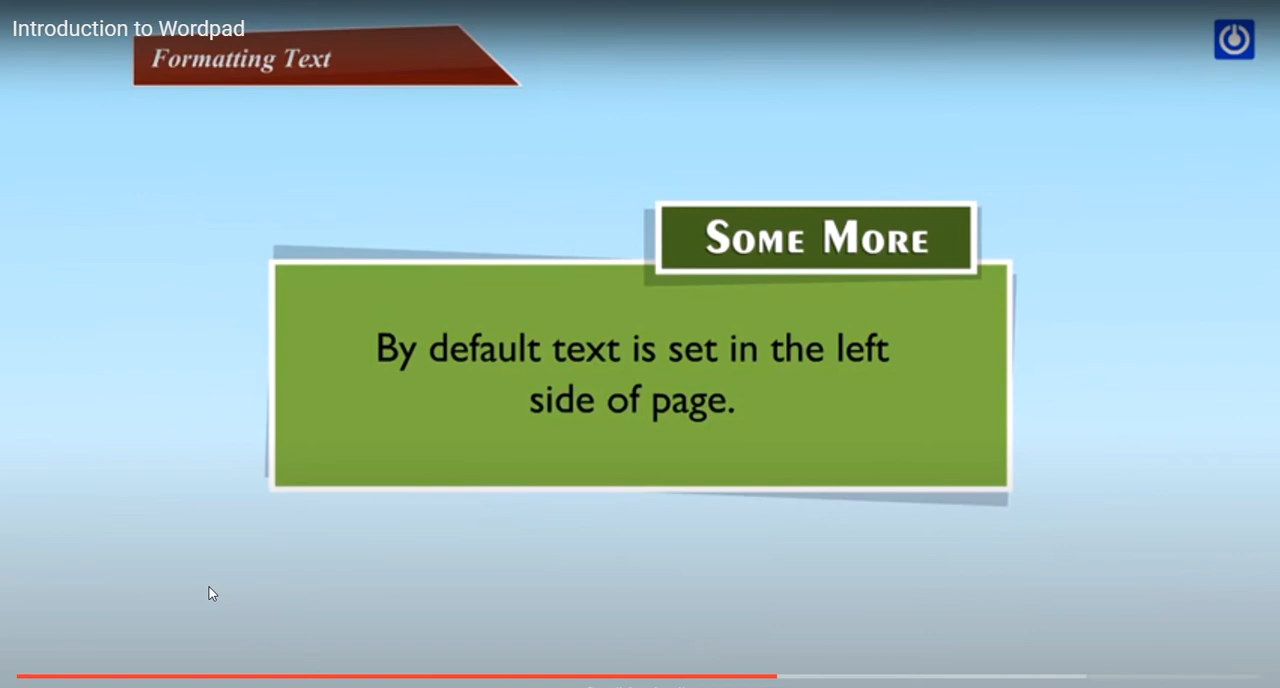 Introduction to Wordpad
Formatting Text
SOME MORE
By default text is set in the left
side of page.